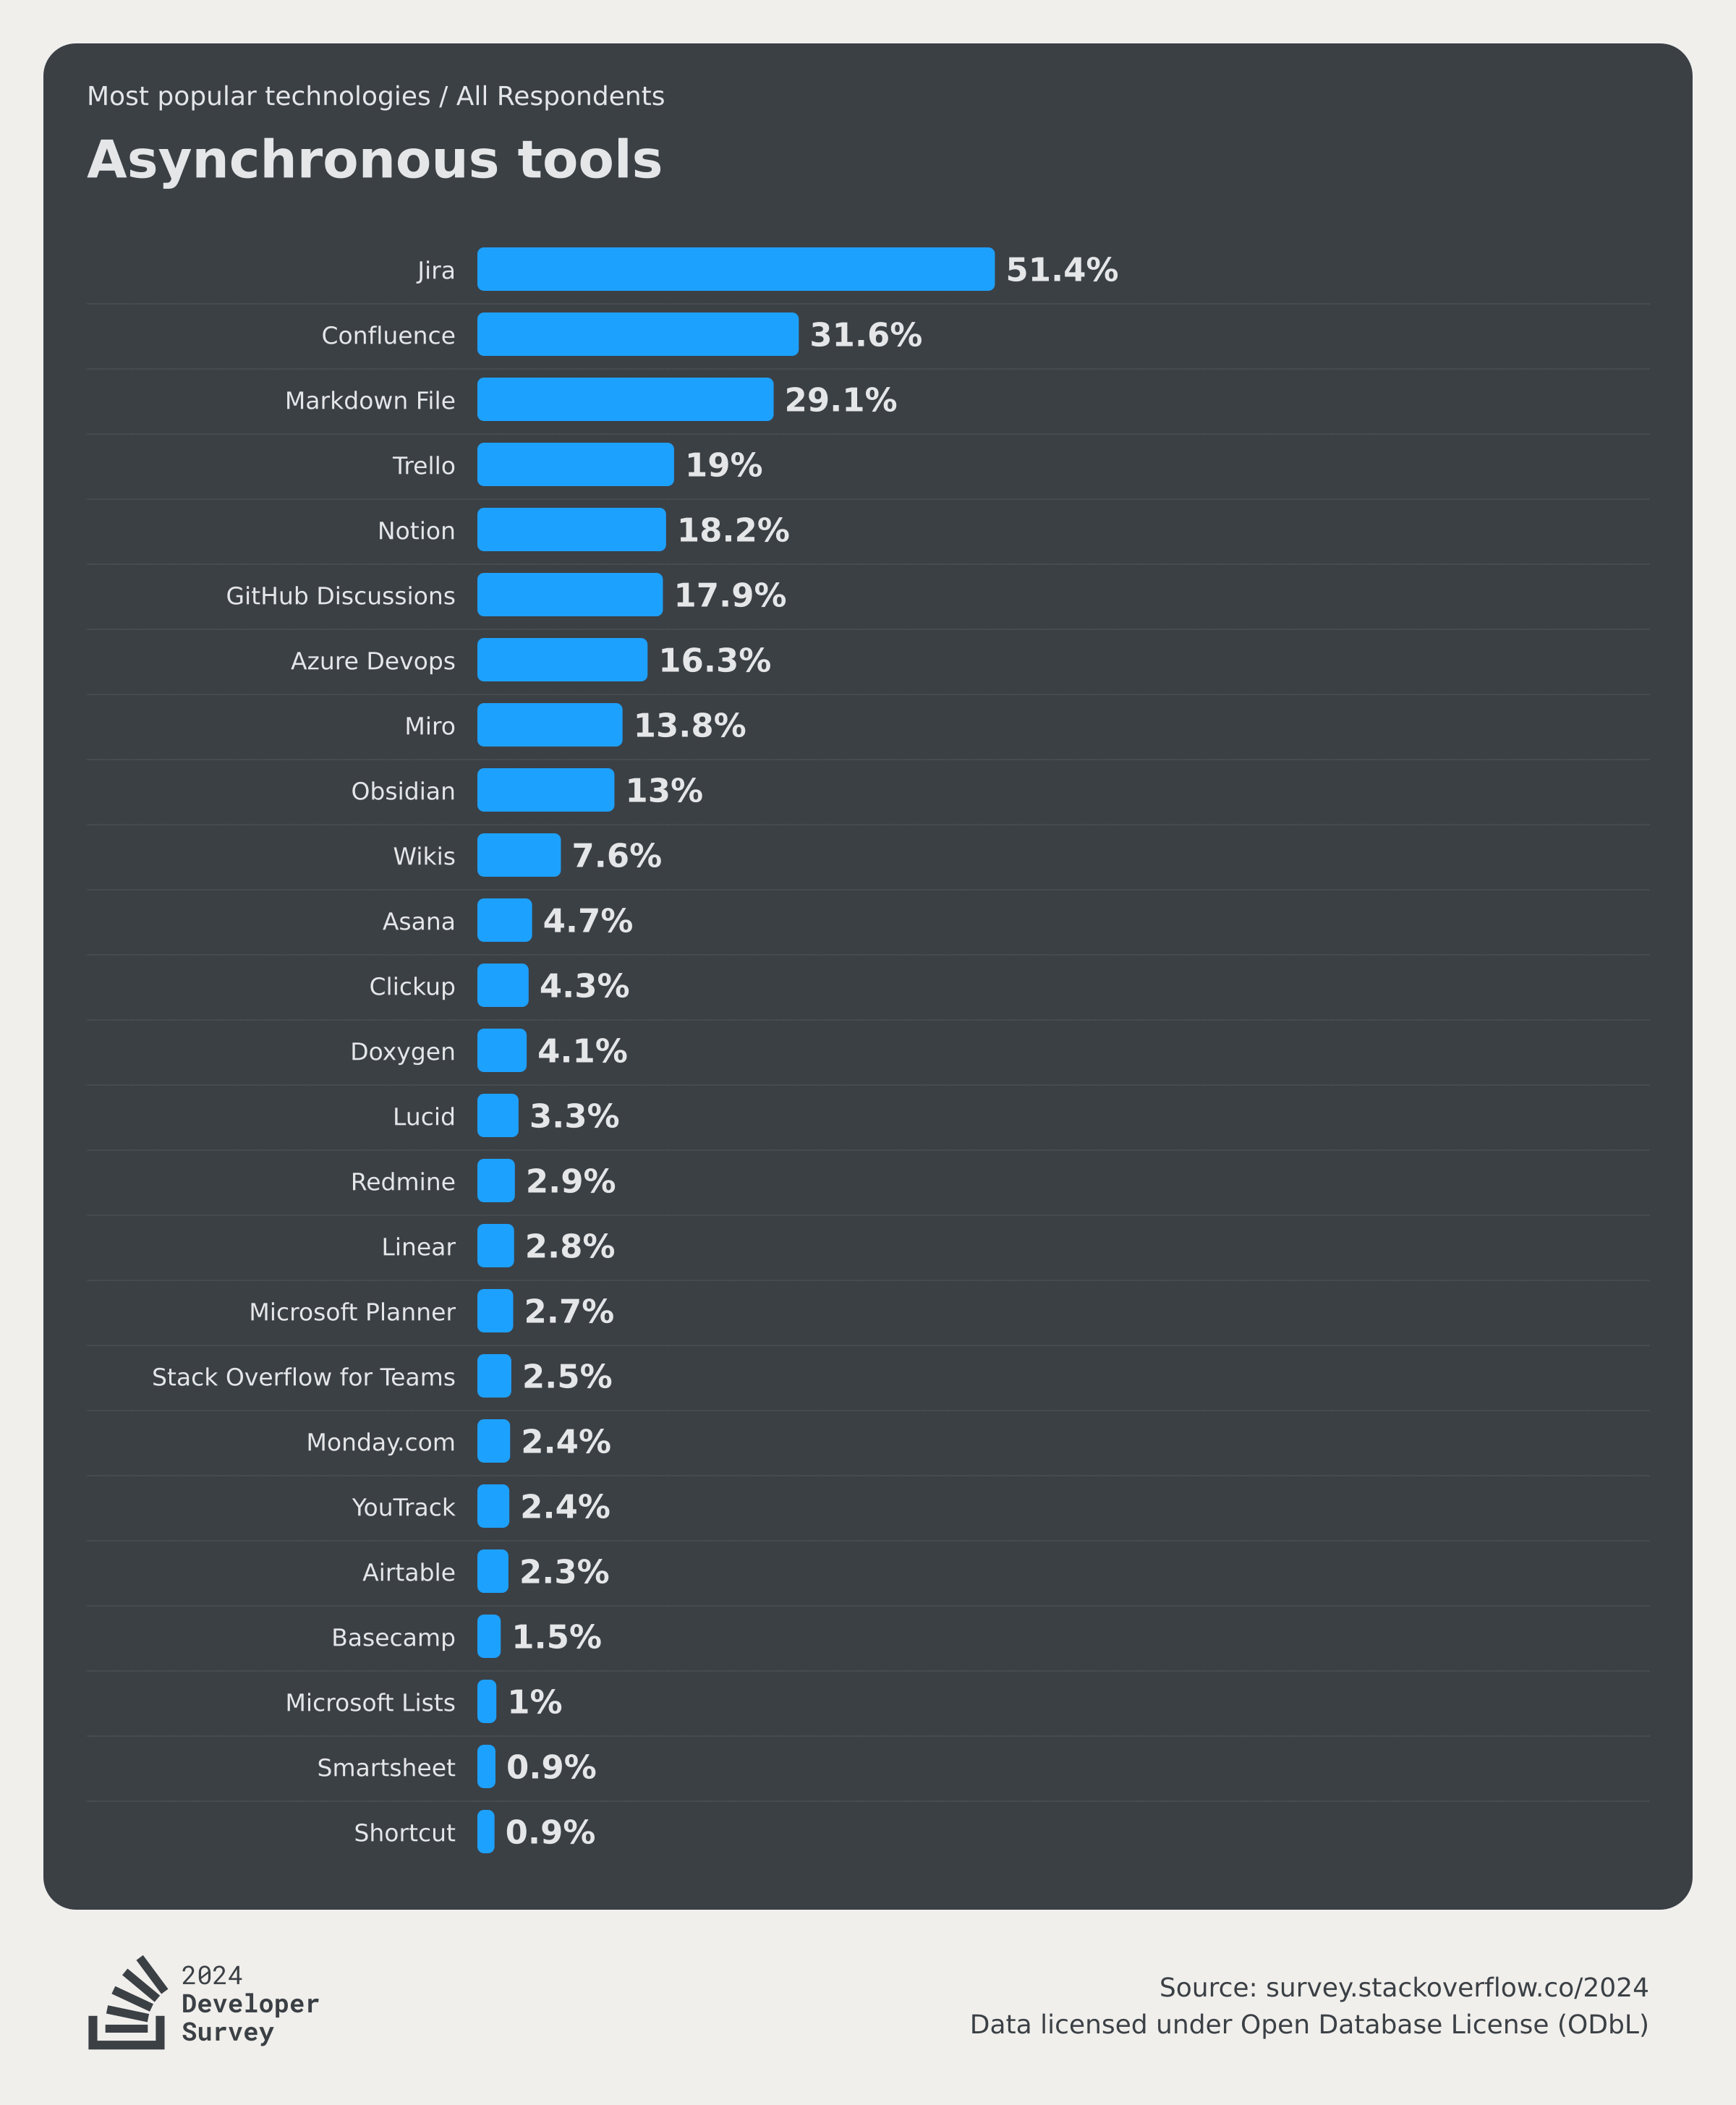 Most popular technologies / All Respondents
Asynchronous tools
Jira 51.4%
Confluence 31.6%
Markdown File 29.1%
Trello 19%
Notion 18.2%
GitHub Discussions 17.9%
Azure Devops 16.3%
Miro 13.8%
Obsidian 13%
Wikis 7.6%
Asana 4.7%
Clickup 4.3%
Doxygen 4.1%
Lucid 3.3%
Redmine 2.9%
Linear 2.8%
Microsoft Planner 2.7%
Stack Overflow for Teams 2.5%
Monday.com 2.4%
YouTrack 2.4%
Airtable 2.3%
Basecamp 1.5%
Microsoft Lists 1%
Smartsheet 0.9%
Shortcut 0.9%
2024
Developer
Survey
Source: survey.stackoverflow.co/2024
Data licensed under Open Database License (ODbL)